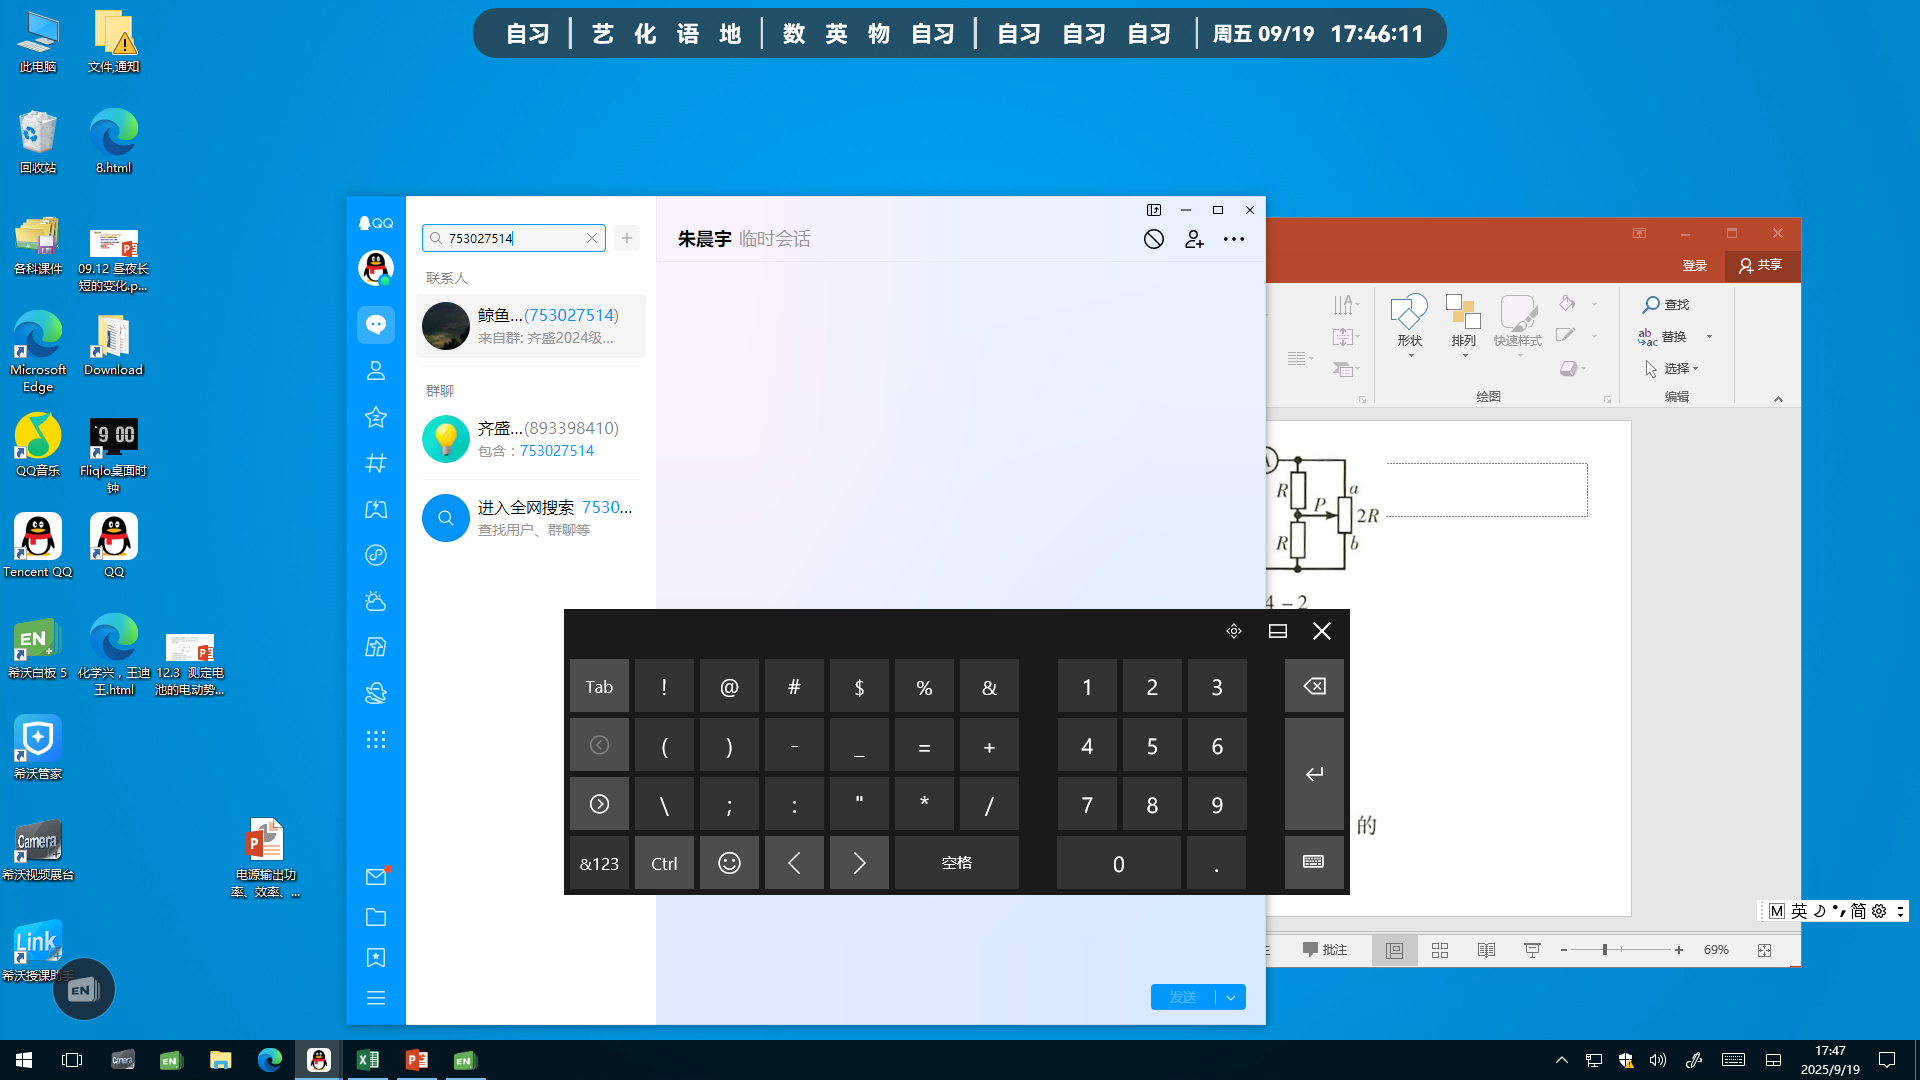 自习 | 艺 化 语 地 | 数 英 物 自习 | 自习 自习 自习 | 周五 09/19 17:46:11
此电脑
文件,通知
回收站
8.html
各科课件
09.12 昼夜长
短的变化.p...
Microsoft
Edge
Download
QQ音乐
9 00
Fliqlo桌面时
钟
Tencent QQ
QQ
EN
希沃白板 5
化学兴，王迪
王.html
12.3 测定电
池的电动势...
希沃管家
Camera
希沃视频展台
电源输出功
率、效率、...
Link
希沃授课助手
EN
QQ
753027514
联系人
鲸鱼...(753027514)
来自群: 齐盛2024级...
群聊
齐盛...(893398410)
包含：753027514
进入全网搜索 7530...
查找用户、群聊等
朱晨宇 临时会话
发送
登录
共享
形状
排列
快速样式
绘图
查找
替换
选择
编辑
R
P
a
2R
R
b
4－2
的
批注
69%
Tab ! @ # $ % & 1 2 3
( ) - _ = + 4 5 6
\ ; : " * / 7 8 9
&123 Ctrl 空格 0 .
M 英 简
Camera
EN
EN
17:47
2025/9/19